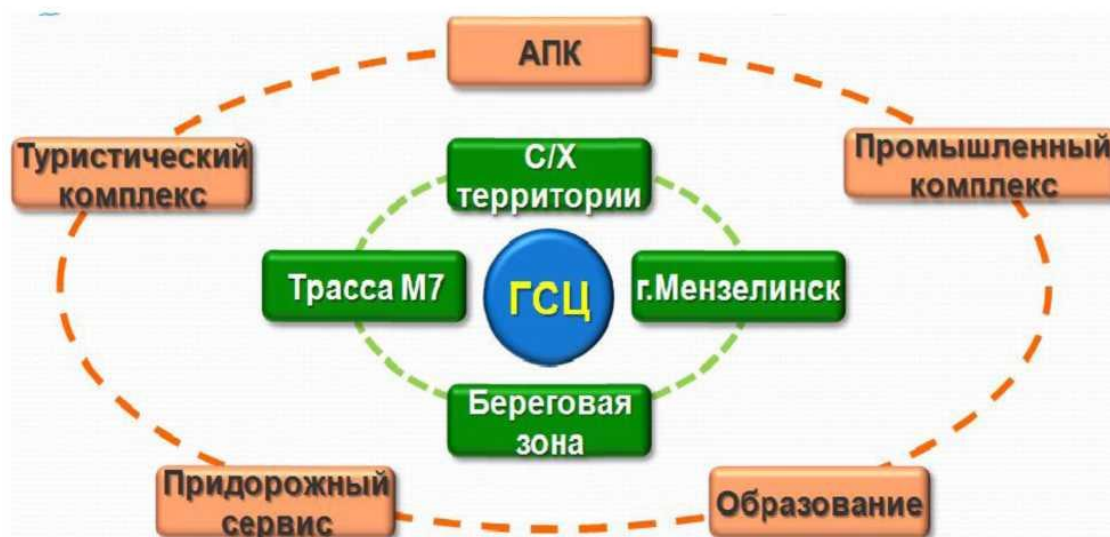 АПК
Туристический
комплекс
Промышленный
комплекс
С/Х
территории
Трасса М7
ГСЦ
г.Мензелинск
Береговая
зона
Придорожный
сервис
Образование